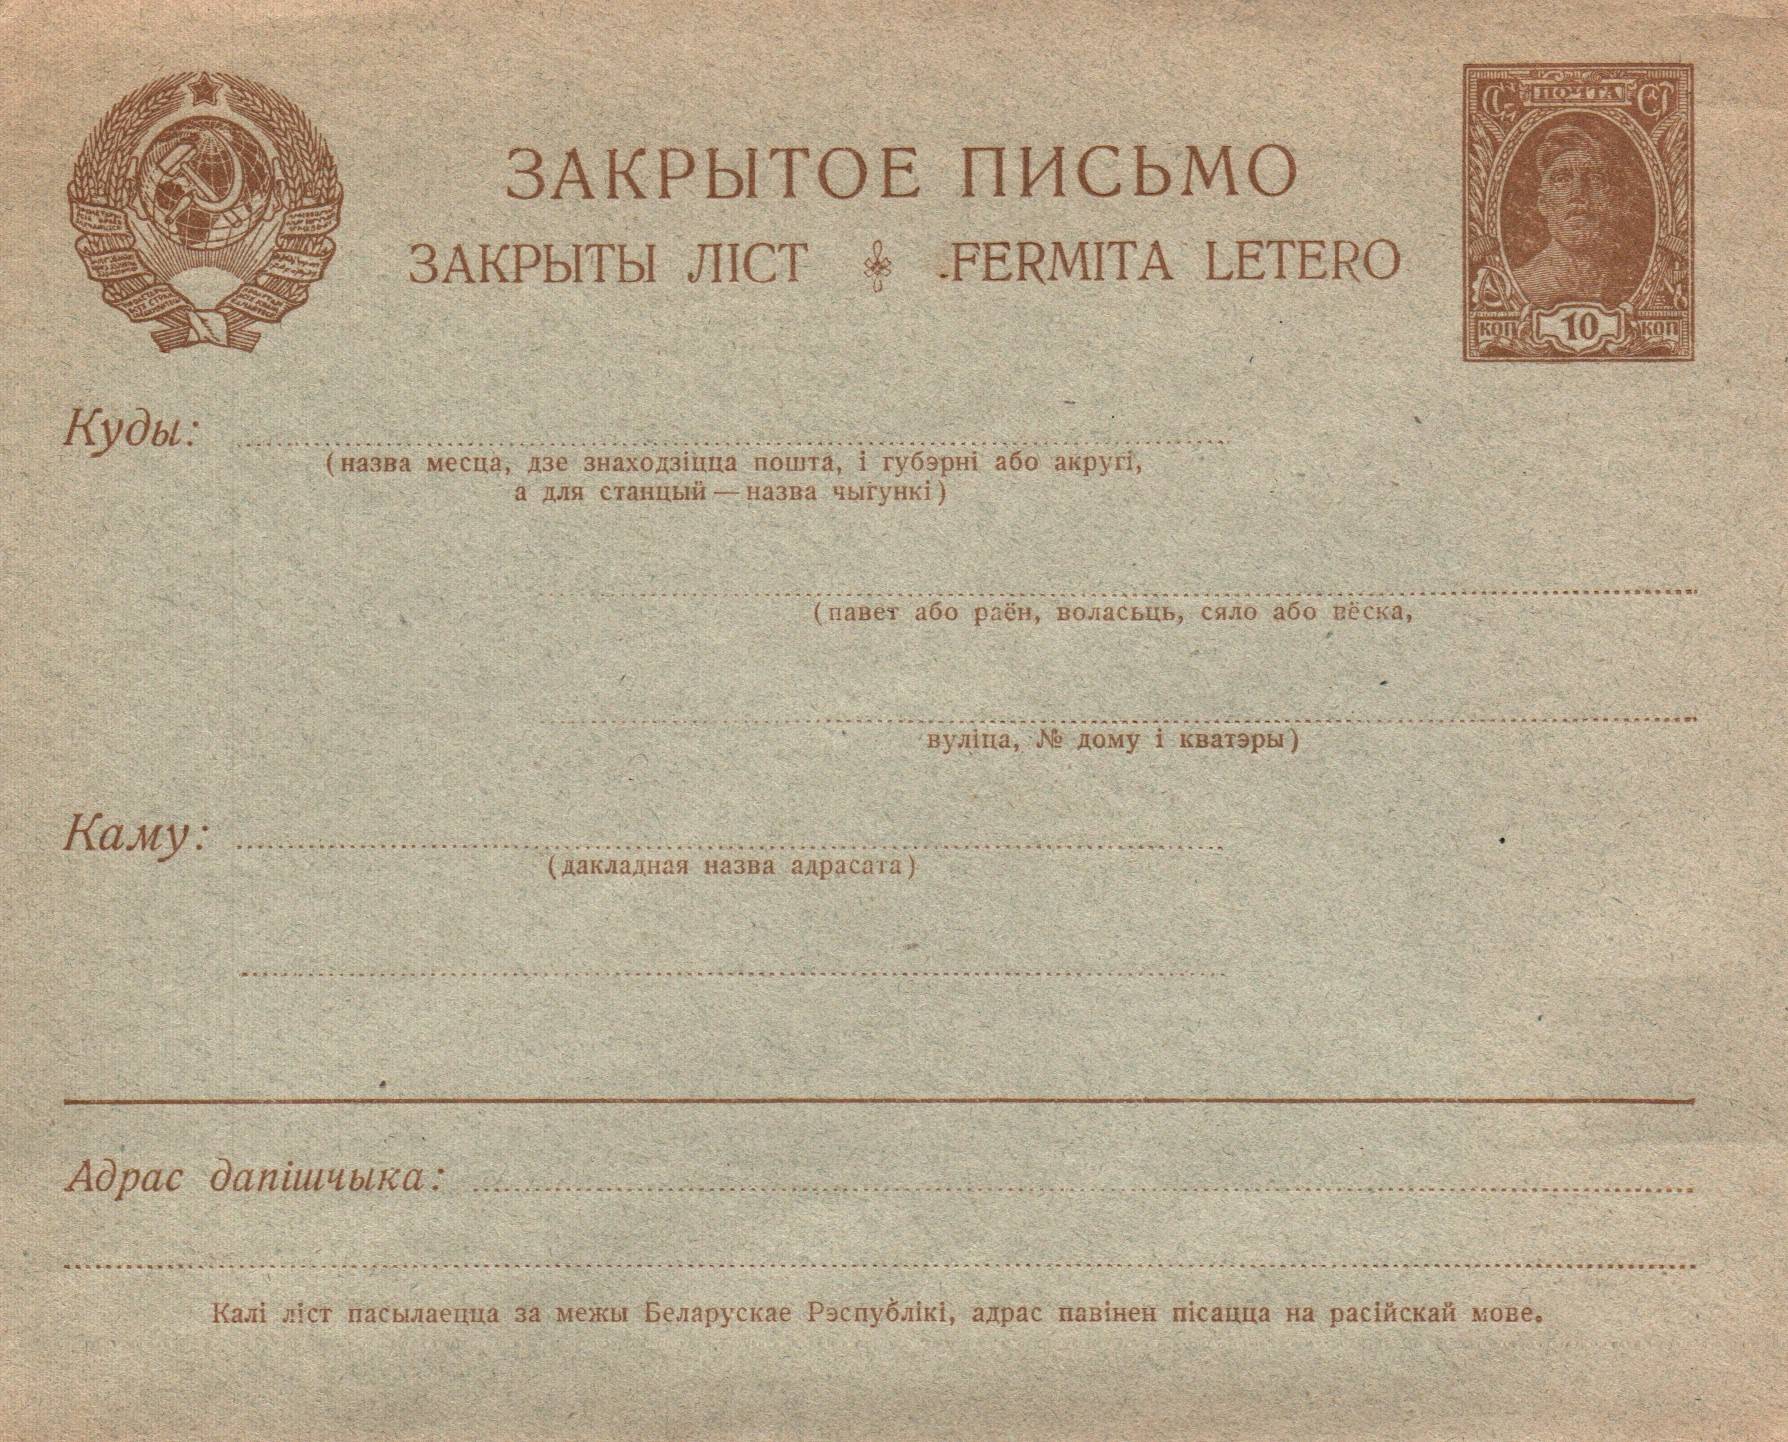 ПОЧТА
ЗАКРЫТОЕ ПИСЬМО
ЗАКРЫТЫ ЛІСТ FERMITA LETERO
КОП 10 КОП
Куды:
(назва месца, дзе знаходзіцца пошта, і губэрні або акругі,
а для станцый — назва чыгункі)
(павет або раён, воласьць, сяло або вёска,
вуліца, № дому і кватэры)
Каму:
(дакладная назва адрасата)
Адрас дапішчыка:
Калі ліст пасылаецца за межы Беларускае Рэспублікі, адрас павінен пісацца на расійскай мове.